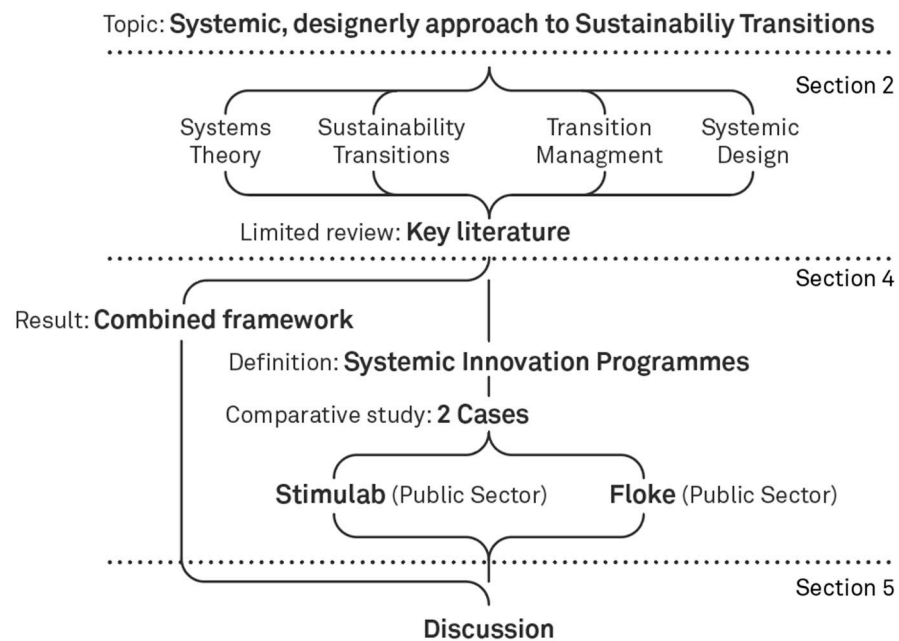 Topic: Systemic, designerly approach to Sustainabiliy Transitions
Section 2
Systems Theory
Sustainability Transitions
Transition Managment
Systemic Design
Limited review: Key literature
Section 4
Result: Combined framework
Definition: Systemic Innovation Programmes
Comparative study: 2 Cases
Stimulab (Public Sector)
Floke (Public Sector)
Section 5
Discussion